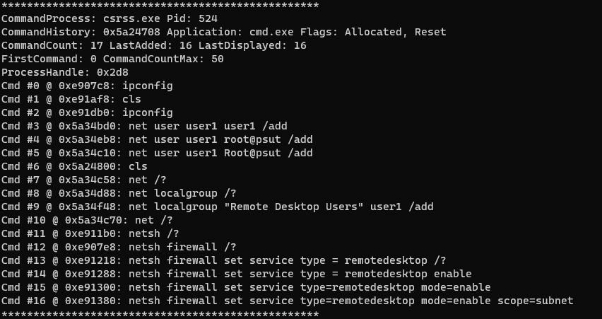 **************************************************
CommandProcess: csrss.exe Pid: 524
CommandHistory: 0x5a24708 Application: cmd.exe Flags: Allocated, Reset
CommandCount: 17 LastAdded: 16 LastDisplayed: 16
FirstCommand: 0 CommandCountMax: 50
ProcessHandle: 0x2d8
Cmd #0 @ 0xe907c8: ipconfig
Cmd #1 @ 0xe91af8: cls
Cmd #2 @ 0xe91db0: ipconfig
Cmd #3 @ 0x5a34bd0: net user user1 user1 /add
Cmd #4 @ 0x5a34eb8: net user user1 root@psut /add
Cmd #5 @ 0x5a34c10: net user user1 Root@psut /add
Cmd #6 @ 0x5a24800: cls
Cmd #7 @ 0x5a34c58: net /?
Cmd #8 @ 0x5a34d88: net localgroup /?
Cmd #9 @ 0x5a34f48: net localgroup "Remote Desktop Users" user1 /add
Cmd #10 @ 0x5a34c70: net /?
Cmd #11 @ 0xe911b0: netsh /?
Cmd #12 @ 0xe907e8: netsh firewall /?
Cmd #13 @ 0xe91218: netsh firewall set service type = remotedesktop /?
Cmd #14 @ 0xe91288: netsh firewall set service type = remotedesktop enable
Cmd #15 @ 0xe91300: netsh firewall set service type=remotedesktop mode=enable
Cmd #16 @ 0xe91380: netsh firewall set service type=remotedesktop mode=enable scope=subnet
**************************************************